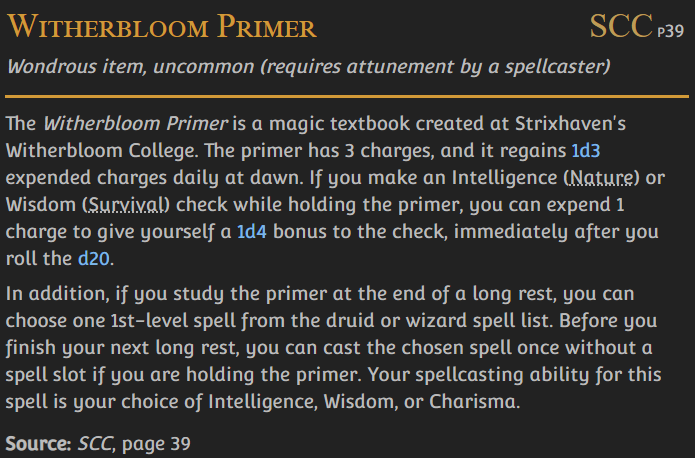 Witherbloom Primer SCC P39
Wondrous item, uncommon (requires attunement by a spellcaster)
The Witherbloom Primer is a magic textbook created at Strixhaven's
Witherbloom College. The primer has 3 charges, and it regains 1d3
expended charges daily at dawn. If you make an Intelligence (Nature) or
Wisdom (Survival) check while holding the primer, you can expend 1
charge to give yourself a 1d4 bonus to the check, immediately after you
roll the d20.
In addition, if you study the primer at the end of a long rest, you can
choose one 1st-level spell from the druid or wizard spell list. Before you
finish your next long rest, you can cast the chosen spell once without a
spell slot if you are holding the primer. Your spellcasting ability for this
spell is your choice of Intelligence, Wisdom, or Charisma.
Source: SCC, page 39